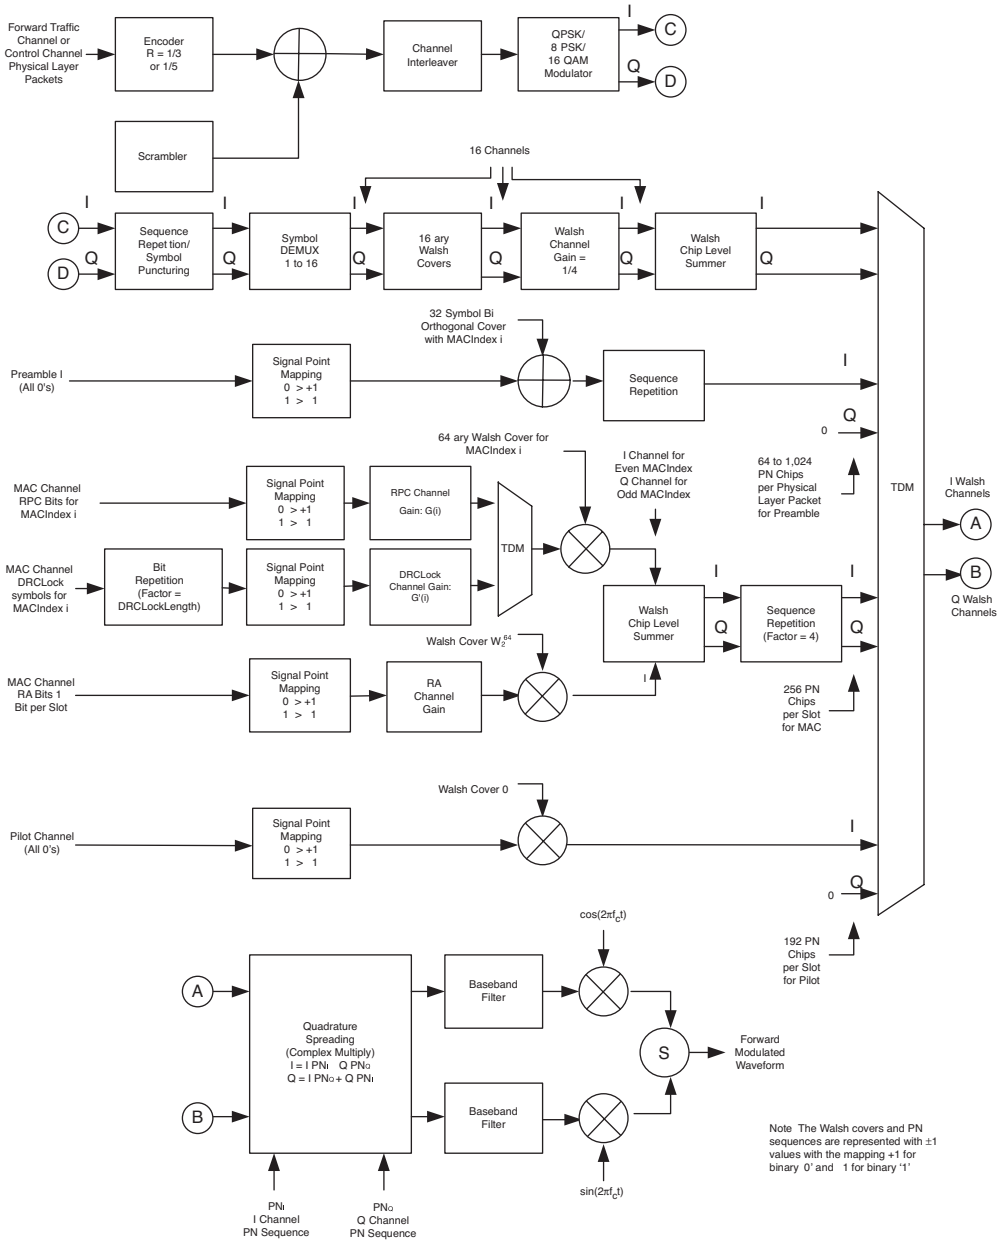 Forward Traffic
Channel or
Control Channel
Physical Layer
Packets
Encoder
R = 1/3
or 1/5
Channel
Interleaver
QPSK/
8 PSK/
16 QAM
Modulator
I
C
Q
D
Scrambler
16 Channels
C
D
I
Q
Sequence
Repet tion/
Symbol
Puncturing
I
Q
Symbol
DEMUX
1 to 16
I
Q
16 ary
Walsh
Covers
I
Q
Walsh
Channel
Gain =
1/4
I
Q
Walsh
Chip Level
Summer
I
Q
32 Symbol Bi
Orthogonal Cover
with MACIndex i
Preamble I
(All 0's)
Signal Point
Mapping
0 > +1
1 > 1
Sequence
Repetition
I
Q
0
64 to 1,024
PN Chips
per Physical
Layer Packet
for Preamble
64 ary Walsh Cover for
MACIndex i
I Channel for
Even MACIndex
Q Channel for
Odd MACIndex
MAC Channel
RPC Bits for
MACIndex i
Signal Point
Mapping
0 > +1
1 > 1
RPC Channel
Gain: G(i)
TDM
MAC Channel
DRCLock
symbols for
MACIndex i
Bit
Repetition
(Factor =
DRCLockLength)
Signal Point
Mapping
0 > +1
1 > 1
DRCLock
Channel Gain:
G'(i)
Walsh
Chip Level
Summer
I
Q
Sequence
Repetition
(Factor = 4)
I
Q
Walsh Cover W₂⁶⁴
MAC Channel
RA Bits 1
Bit per Slot
Signal Point
Mapping
0 > +1
1 > 1
RA
Channel
Gain
I
256 PN
Chips
per Slot
for MAC
TDM
I Walsh
Channels
A
B
Q Walsh
Channels
Walsh Cover 0
Pilot Channel
(All 0's)
Signal Point
Mapping
0 > +1
1 > 1
I
Q
0
192 PN
Chips
per Slot
for Pilot
A
B
Quadrature
Spreading
(Complex Multiply)
I = I PNI Q PNQ
Q = I PNQ + Q PNI
Baseband
Filter
cos(2πfct)
Baseband
Filter
sin(2πfct)
S
Forward
Modulated
Waveform
PNI
I Channel
PN Sequence
PNQ
Q Channel
PN Sequence
Note The Walsh covers and PN
sequences are represented with ±1
values with the mapping +1 for
binary 0' and 1 for binary ‘1’